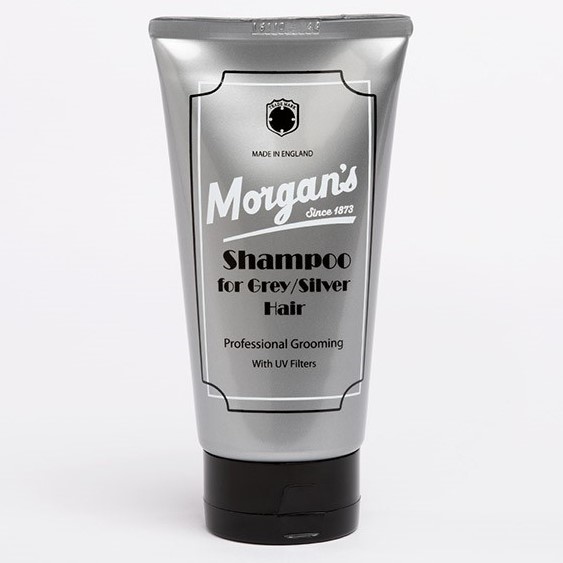 MADE IN ENGLAND
Morgan's
Since 1873
Shampoo
for Grey/Silver
Hair
Professional Grooming
With UV Filters